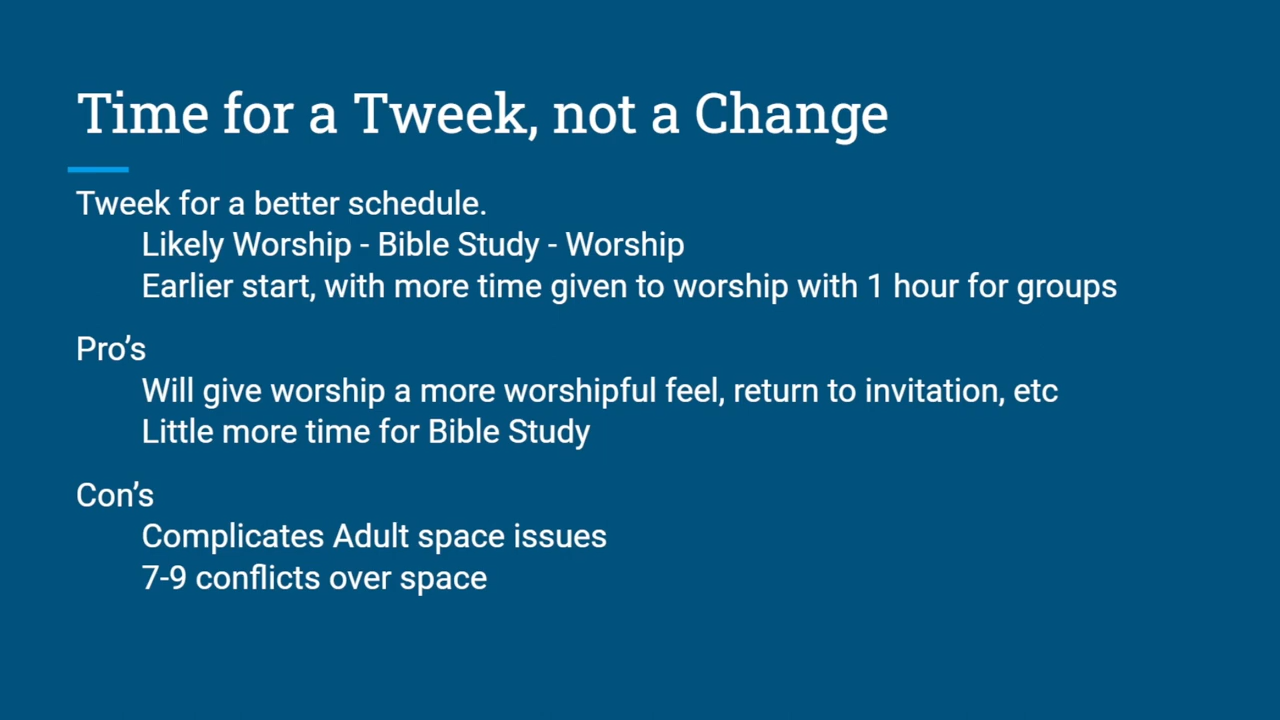 Time for a Tweek, not a Change
Tweek for a better schedule.
Likely Worship - Bible Study - Worship
Earlier start, with more time given to worship with 1 hour for groups
Pro’s
Will give worship a more worshipful feel, return to invitation, etc
Little more time for Bible Study
Con’s
Complicates Adult space issues
7-9 conflicts over space